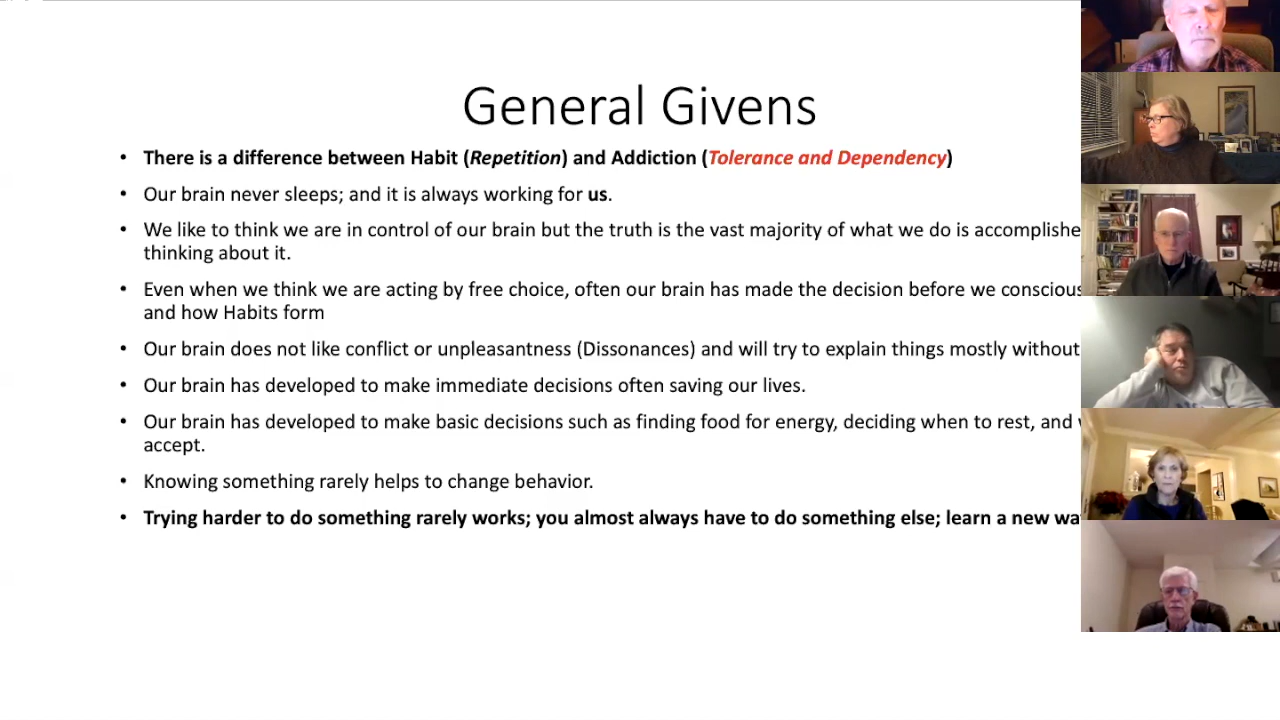 General Givens
• There is a difference between Habit (Repetition) and Addiction (Tolerance and Dependency)
• Our brain never sleeps; and it is always working for us.
• We like to think we are in control of our brain but the truth is the vast majority of what we do is accomplishe
thinking about it.
• Even when we think we are acting by free choice, often our brain has made the decision before we conscious
and how Habits form
• Our brain does not like conflict or unpleasantness (Dissonances) and will try to explain things mostly without
• Our brain has developed to make immediate decisions often saving our lives.
• Our brain has developed to make basic decisions such as finding food for energy, deciding when to rest, and
accept.
• Knowing something rarely helps to change behavior.
• Trying harder to do something rarely works; you almost always have to do something else; learn a new wa